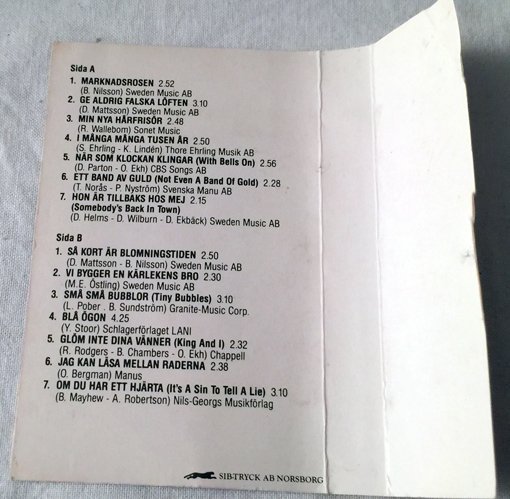 Sida A
1. MARKNADSROSEN 2.52
(B. Nilsson) Sweden Music AB
2. GE ALDRIG FALSKA LÖFTEN 3.10
(D. Mattsson) Sweden Music AB
3. MIN NYA HÅRFRISÖR 2.48
(R. Wallebom) Sonet Music
4. I MÅNGA MÅNGA TUSEN ÅR 2.50
(S. Ehrling - K. Lindén) Thore Ehrling Musik AB
5. NÄR SOM KLOCKAN KLINGAR (With Bells On) 2.56
(D. Parton - O. Ekh) CBS Songs AB
6. ETT BAND AV GULD (Not Even A Band Of Gold) 2.28
(T. Norås - P. Nyström) Svenska Manu AB
7. HON ÄR TILLBAKS HOS MEJ 2.15
(Somebody's Back In Town)
(D. Helms - D. Wilburn - D. Ekbäck) Sweden Music AB
Sida B
1. SÅ KORT ÄR BLOMNINGSTIDEN 2.50
(D. Mattsson - B. Nilsson) Sweden Music AB
2. VI BYGGER EN KÄRLEKENS BRO 2.30
(M.E. Östling) Sweden Music AB
3. SMÅ SMÅ BUBBLOR (Tiny Bubbles) 3.10
(L. Pober . B. Sundström) Granite-Music Corp.
4. BLÅ ÖGON 4.25
(Y. Stoor) Schlagerförlaget LANI
5. GLÖM INTE DINA VÄNNER (King And I) 2.32
(R. Rodgers - B. Chambers - O. Ekh) Chappell
6. JAG KAN LÄSA MELLAN RADERNA 2.38
(O. Bergman) Manus
7. OM DU HAR ETT HJÄRTA (It's A Sin To Tell A Lie) 3.10
(B. Mayhew - A. Robertson) Nils-Georgs Musikförlag
SIB-TRYCK AB NORSBORG